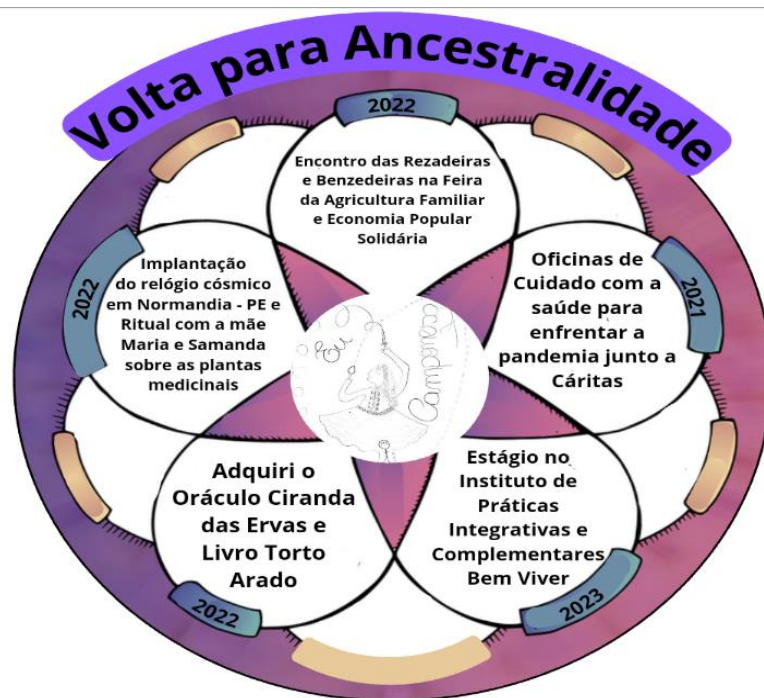 Volta para Ancestralidade
2022
Encontro das Rezadeiras
e Benzedeiras na Feira
da Agricultura Familiar
e Economia Popular
Solidária
2021
Oficinas de
Cuidado com a
saúde para
enfrentar a
pandemia junto a
Cáritas
2023
Estágio no
Instituto de
Práticas
Integrativas e
Complementares
Bem Viver
2022
Adquiri o
Oráculo Ciranda
das Ervas e
Livro Torto
Arado
2022
Implantação
do relógio cósmico
em Normandia - PE e
Ritual com a mãe
Maria e Samanda
sobre as plantas
medicinais
Eu
Camponesa